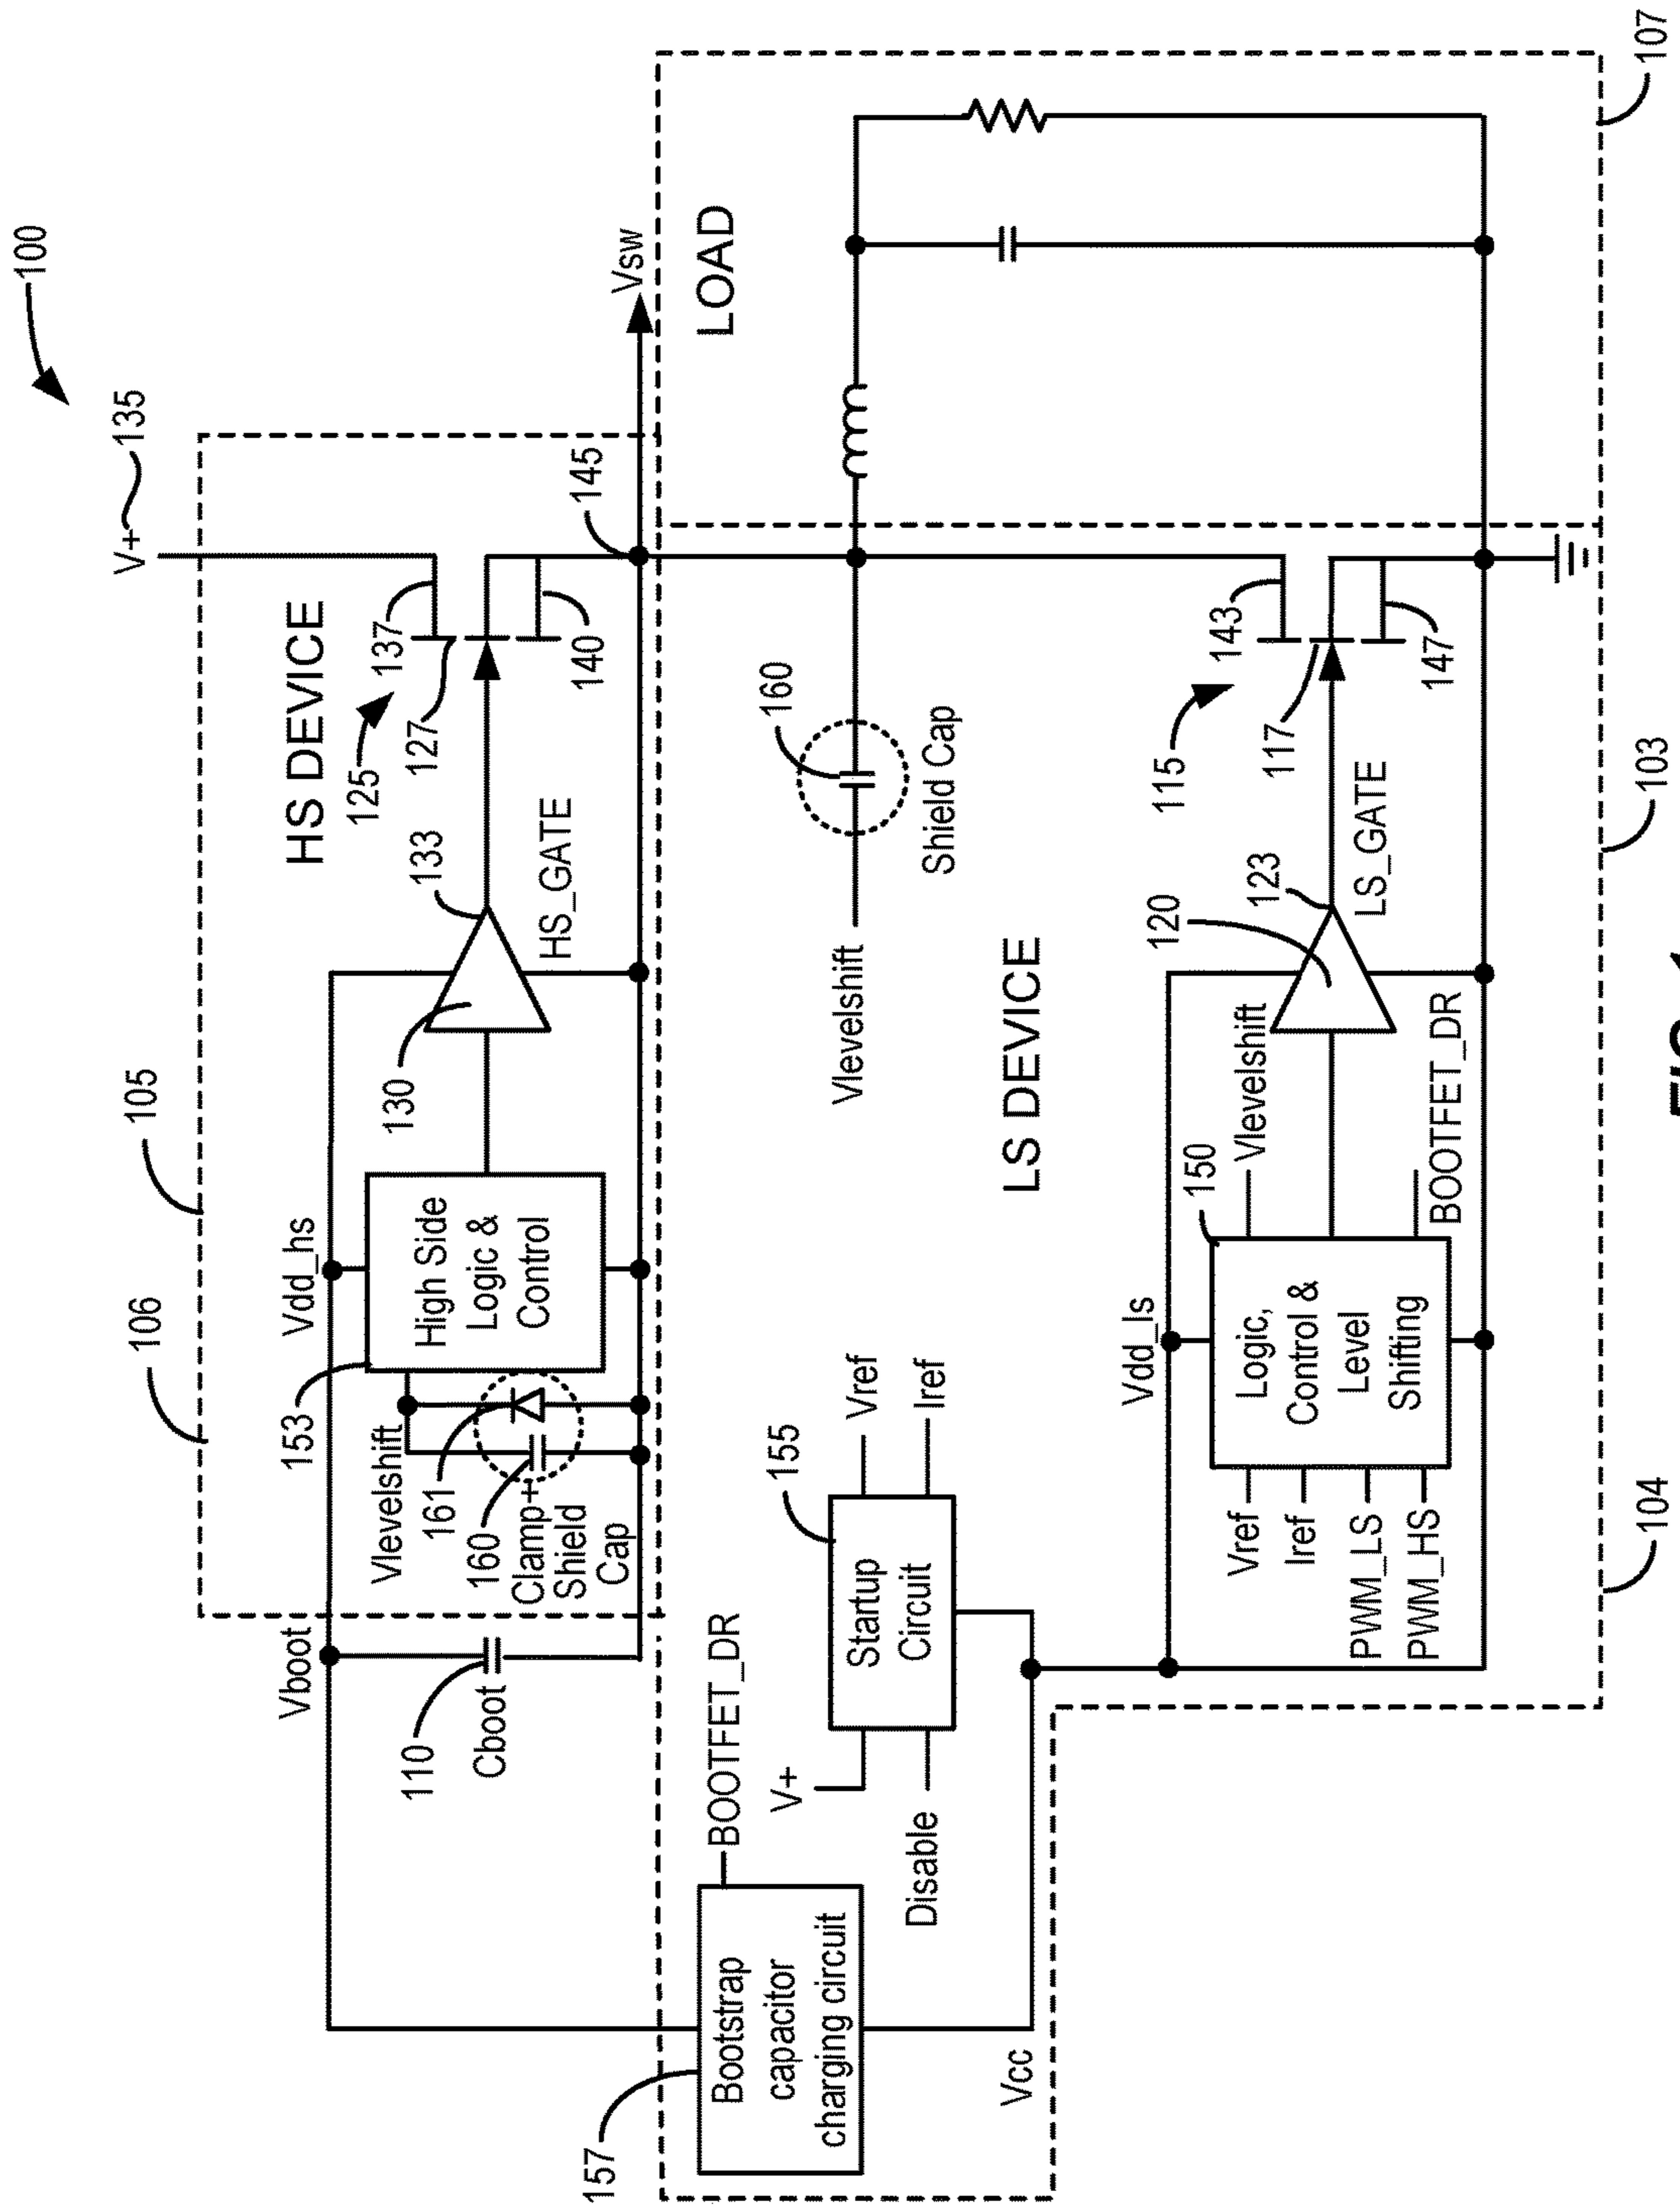 100
V+
135
105
106
HS DEVICE
137
125
127
140
145
Vsw
133
HS_GATE
130
Vdd_hs
High Side
Logic &
Control
153
Vlevelshift
161
160
Clamp+
Shield
Cap
Vboot
110
Cboot
LOAD
107
160
Shield Cap
Vlevelshift
LS DEVICE
BOOTFET_DR
Bootstrap
capacitor
charging circuit
157
V+
Disable
Startup
Circuit
155
Vref
Iref
Vcc
143
115
117
147
123
120
LS_GATE
Vdd_ls
150
Vlevelshift
BOOTFET_DR
Logic,
Control &
Level
Shifting
Vref
Iref
PWM_LS
PWM_HS
103
104